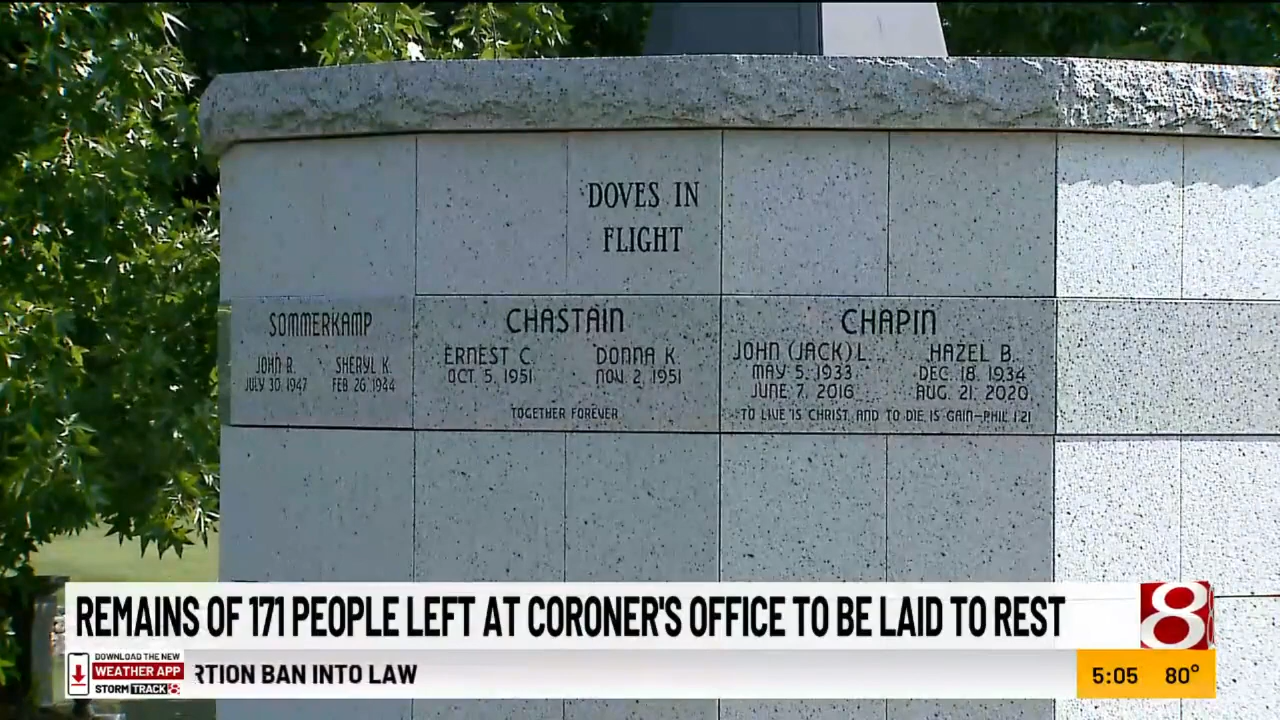 DOVES IN
FLIGHT
SOMMERKAMP
JOHN R. SHERYL K.
JULY 30, 1947 FEB 26 1944
CHASTAIN
ERNEST C. DONNA K.
OCT. 5, 1951 NOV. 2, 1951
TOGETHER FOREVER
CHAPIN
JOHN (JACK) L. HAZEL B.
MAY 5, 1933 DEC. 18, 1934
JUNE 7, 2016 AUG. 21, 2020
TO LIVE IS CHRIST, AND TO DIE IS GAIN-PHIL 1:21
REMAINS OF 171 PEOPLE LEFT AT CORONER'S OFFICE TO BE LAID TO REST
8
DOWNLOAD THE NEW
WEATHER APP
STORM TRACK 8
RTION BAN INTO LAW
5:05 80°